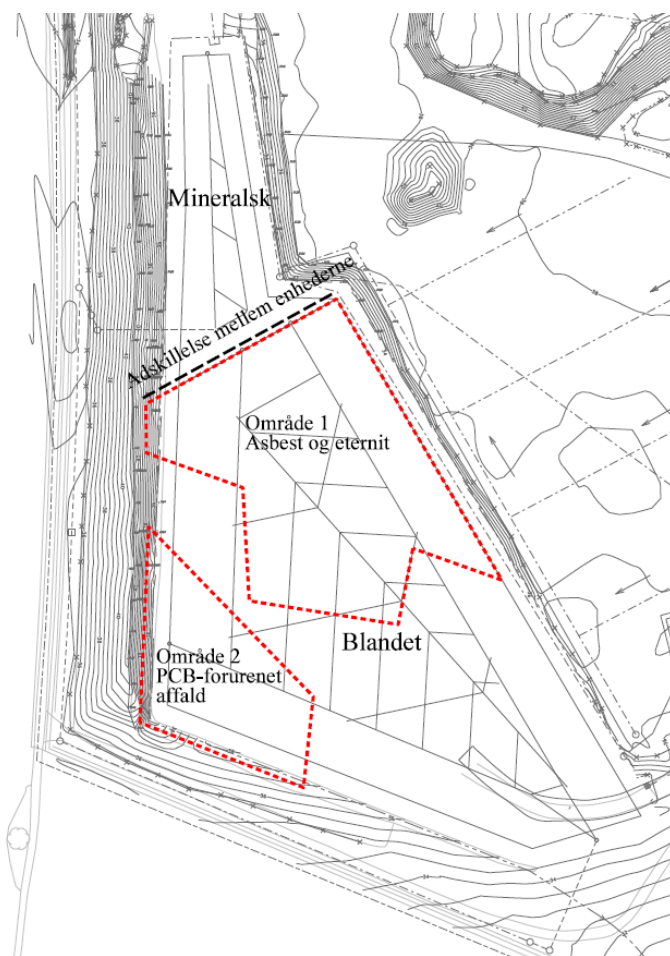 Mineralsk
Adskillelse mellem enhederne
Område 1
Asbest og eternit
Blandet
Område 2
PCB-forurenet
affald